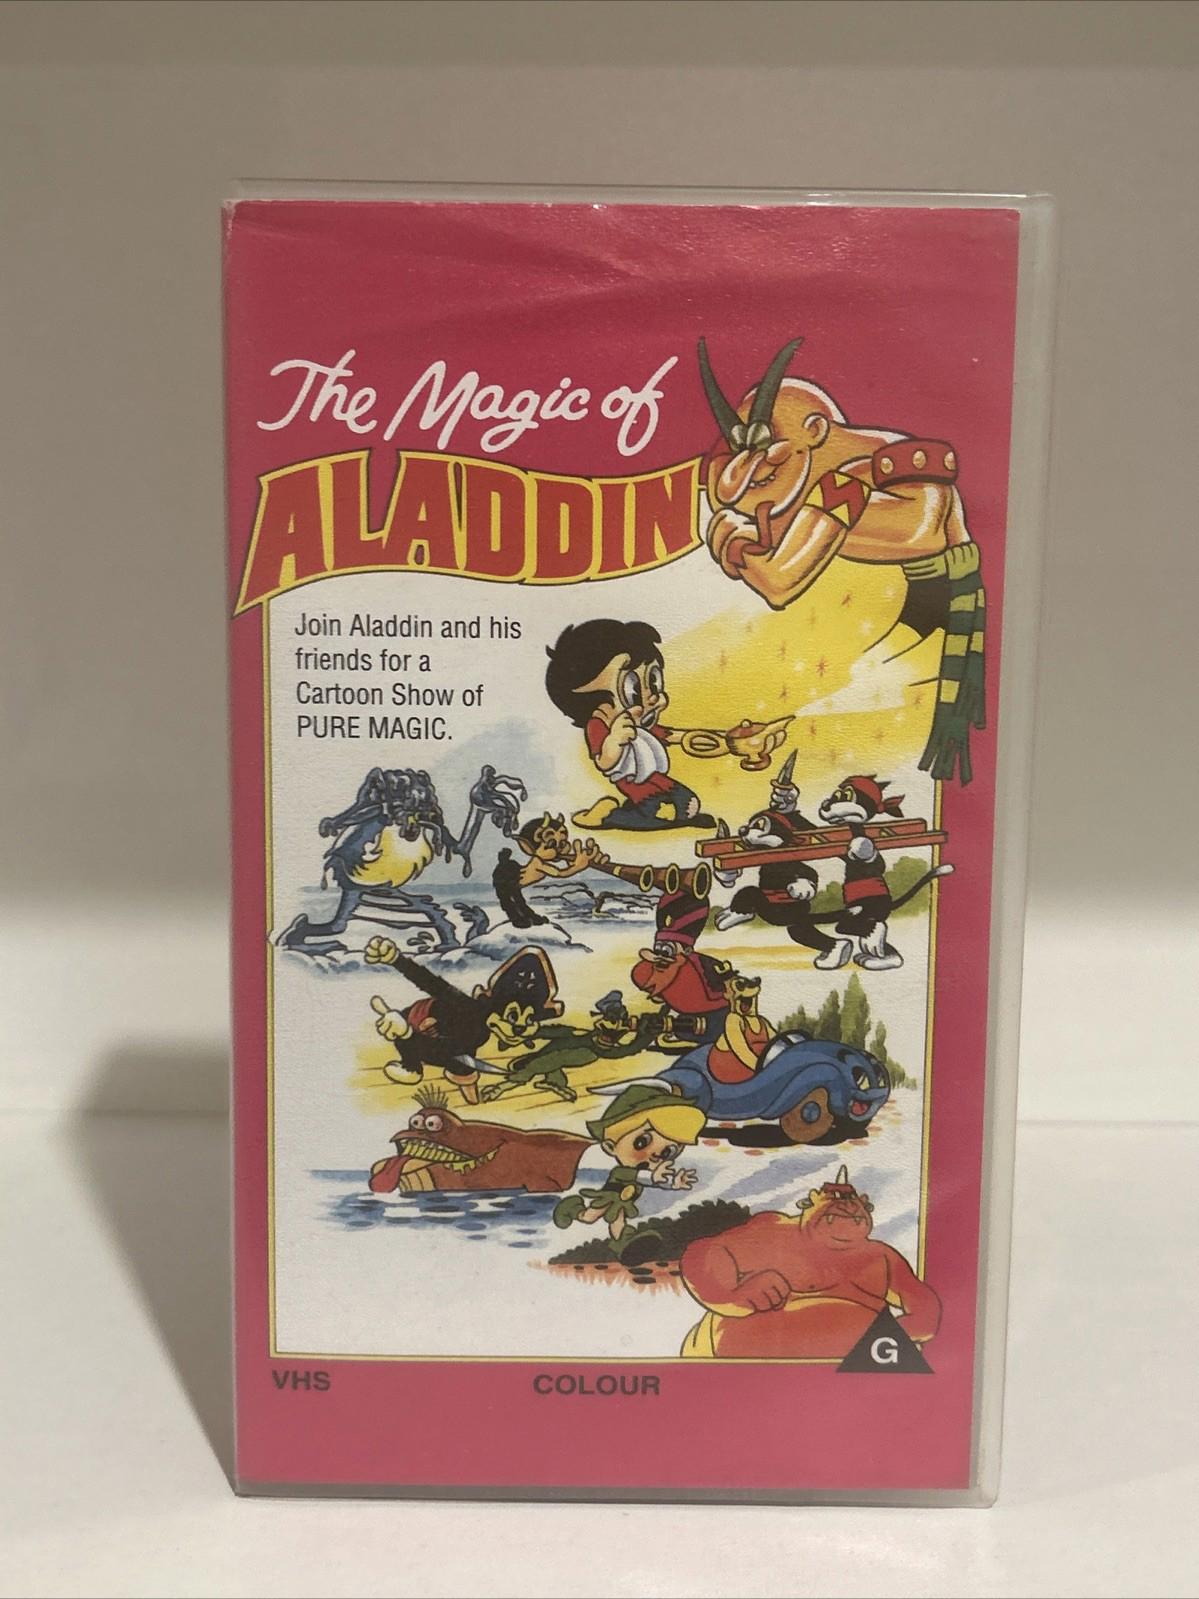 The Magic of
ALADDIN
Join Aladdin and his
friends for a
Cartoon Show of
PURE MAGIC.
G
VHS
COLOUR